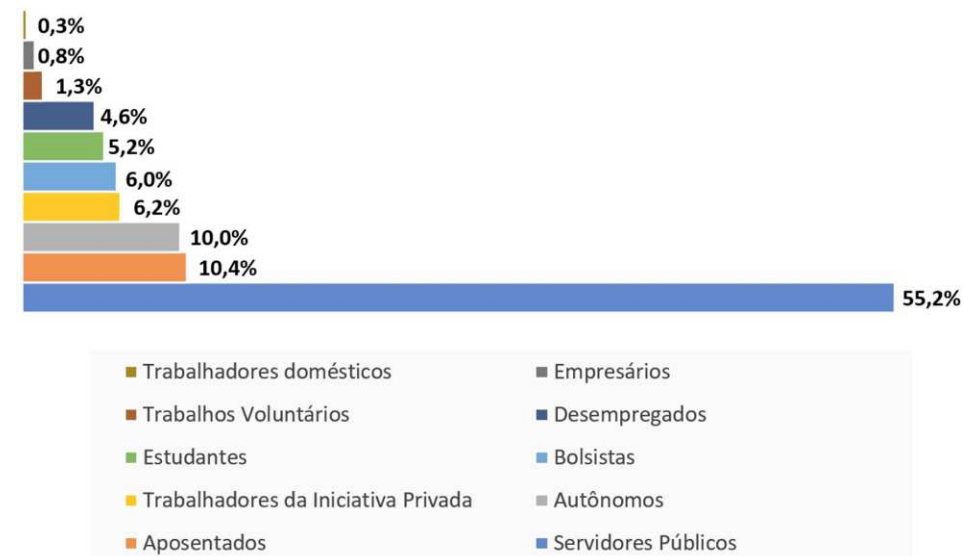 0,3%
0,8%
1,3%
4,6%
5,2%
6,0%
6,2%
10,0%
10,4%
55,2%
Trabalhadores domésticos
Empresários
Trabalhos Voluntários
Desempregados
Estudantes
Bolsistas
Trabalhadores da Iniciativa Privada
Autônomos
Aposentados
Servidores Públicos